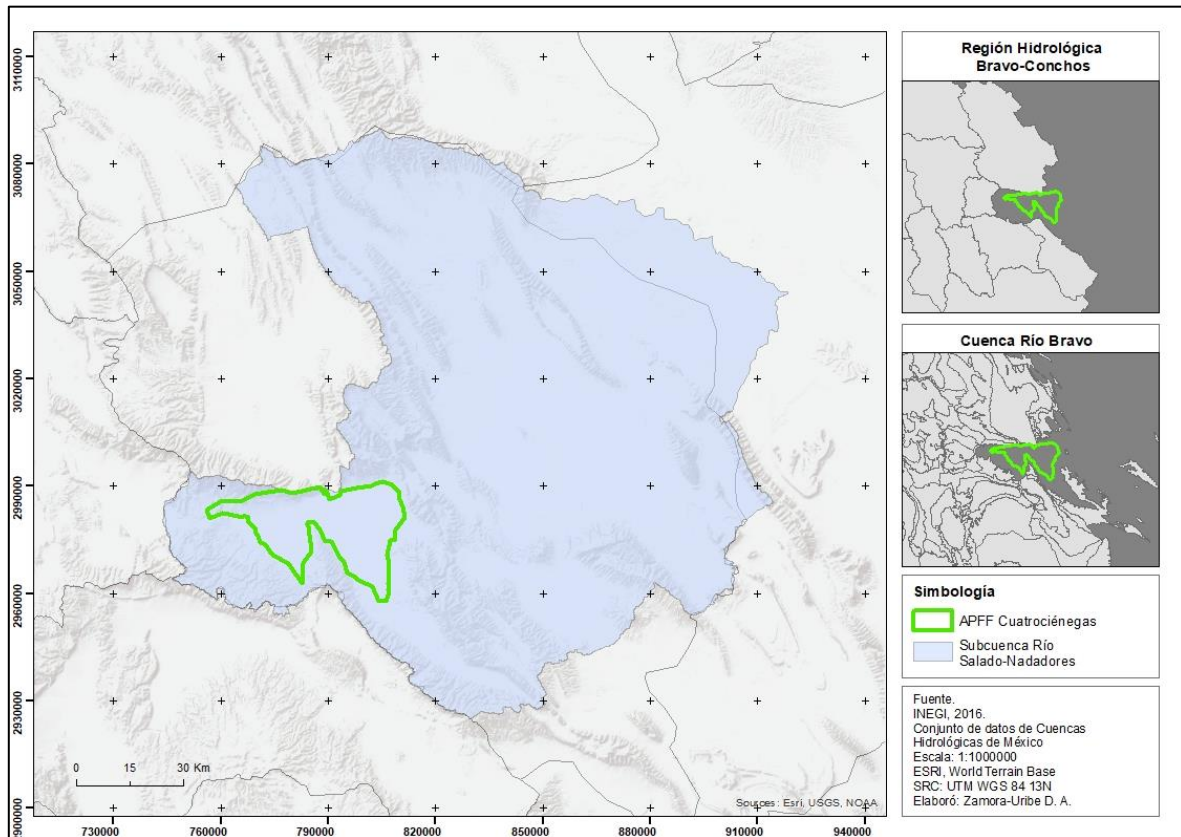 3110000
3080000
3050000
3020000
2990000
2960000
2930000
2900000
0 15 30 Km
Sources: Esri, USGS, NOAA
730000 760000 790000 820000 850000 880000 910000 940000
Región Hidrológica
Bravo-Conchos
Cuenca Río Bravo
Simbología
APFF Cuatrociénegas
Subcuenca Río
Salado-Nadadores
Fuente.
INEGI, 2016.
Conjunto de datos de Cuencas
Hidrológicas de México
Escala: 1:1000000
ESRI, World Terrain Base
SRC: UTM WGS 84 13N
Elaboró: Zamora-Uribe D. A.